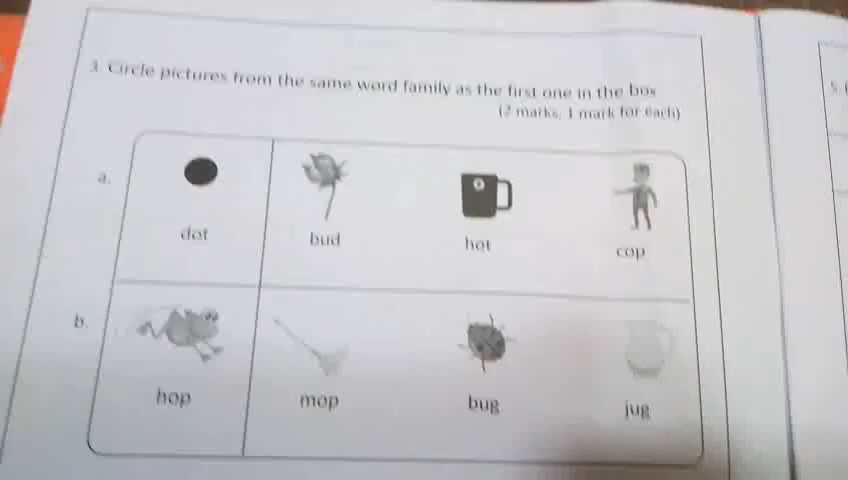 3. Circle pictures from the same word family as the first one in the box
(2 marks, 1 mark for each)
a.
dot bud hot cop
b.
hop mop bug jug
5.